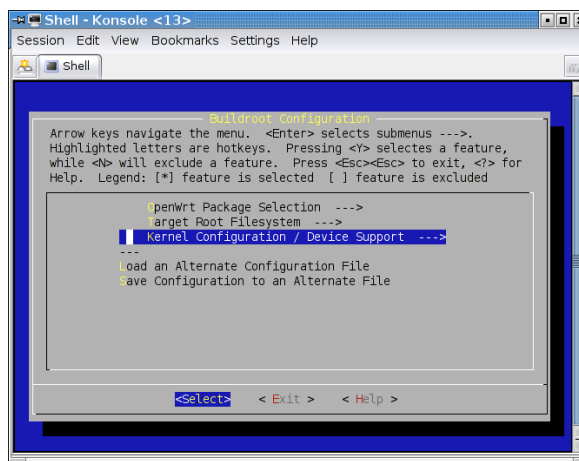 Shell - Konsole <13>
Session Edit View Bookmarks Settings Help
Shell
Buildroot Configuration
Arrow keys navigate the menu. <Enter> selects submenus --->.
Highlighted letters are hotkeys. Pressing <Y> selectes a feature,
while <N> will exclude a feature. Press <Esc><Esc> to exit, <?> for
Help. Legend: [*] feature is selected [ ] feature is excluded
OpenWrt Package Selection --->
Target Root Filesystem --->
Kernel Configuration / Device Support --->
---
Load an Alternate Configuration File
Save Configuration to an Alternate File
<Select> < Exit > < Help >